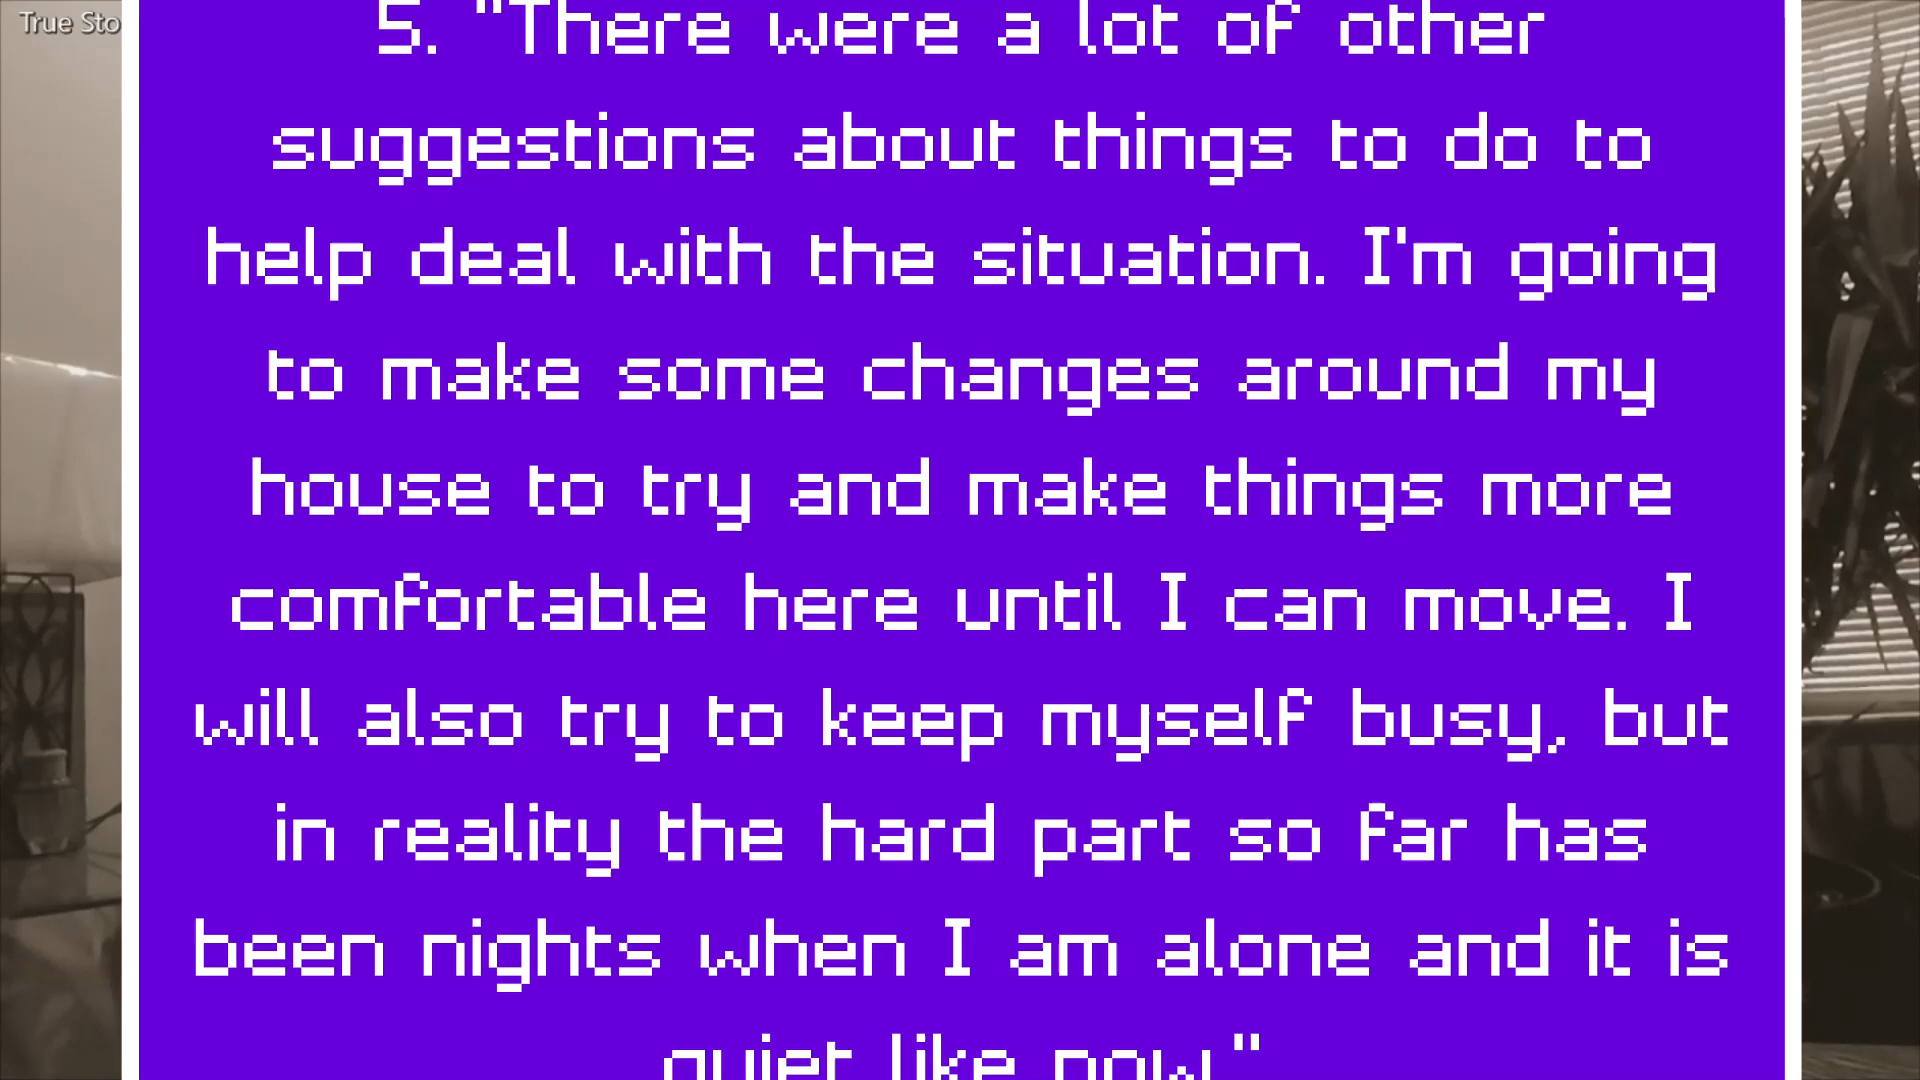 True Sto
5. "There were a lot of other
suggestions about things to do to
help deal with the situation. I'm going
to make some changes around my
house to try and make things more
comfortable here until I can move. I
will also try to keep myself busy, but
in reality the hard part so far has
been nights when I am alone and it is
quiet like now."